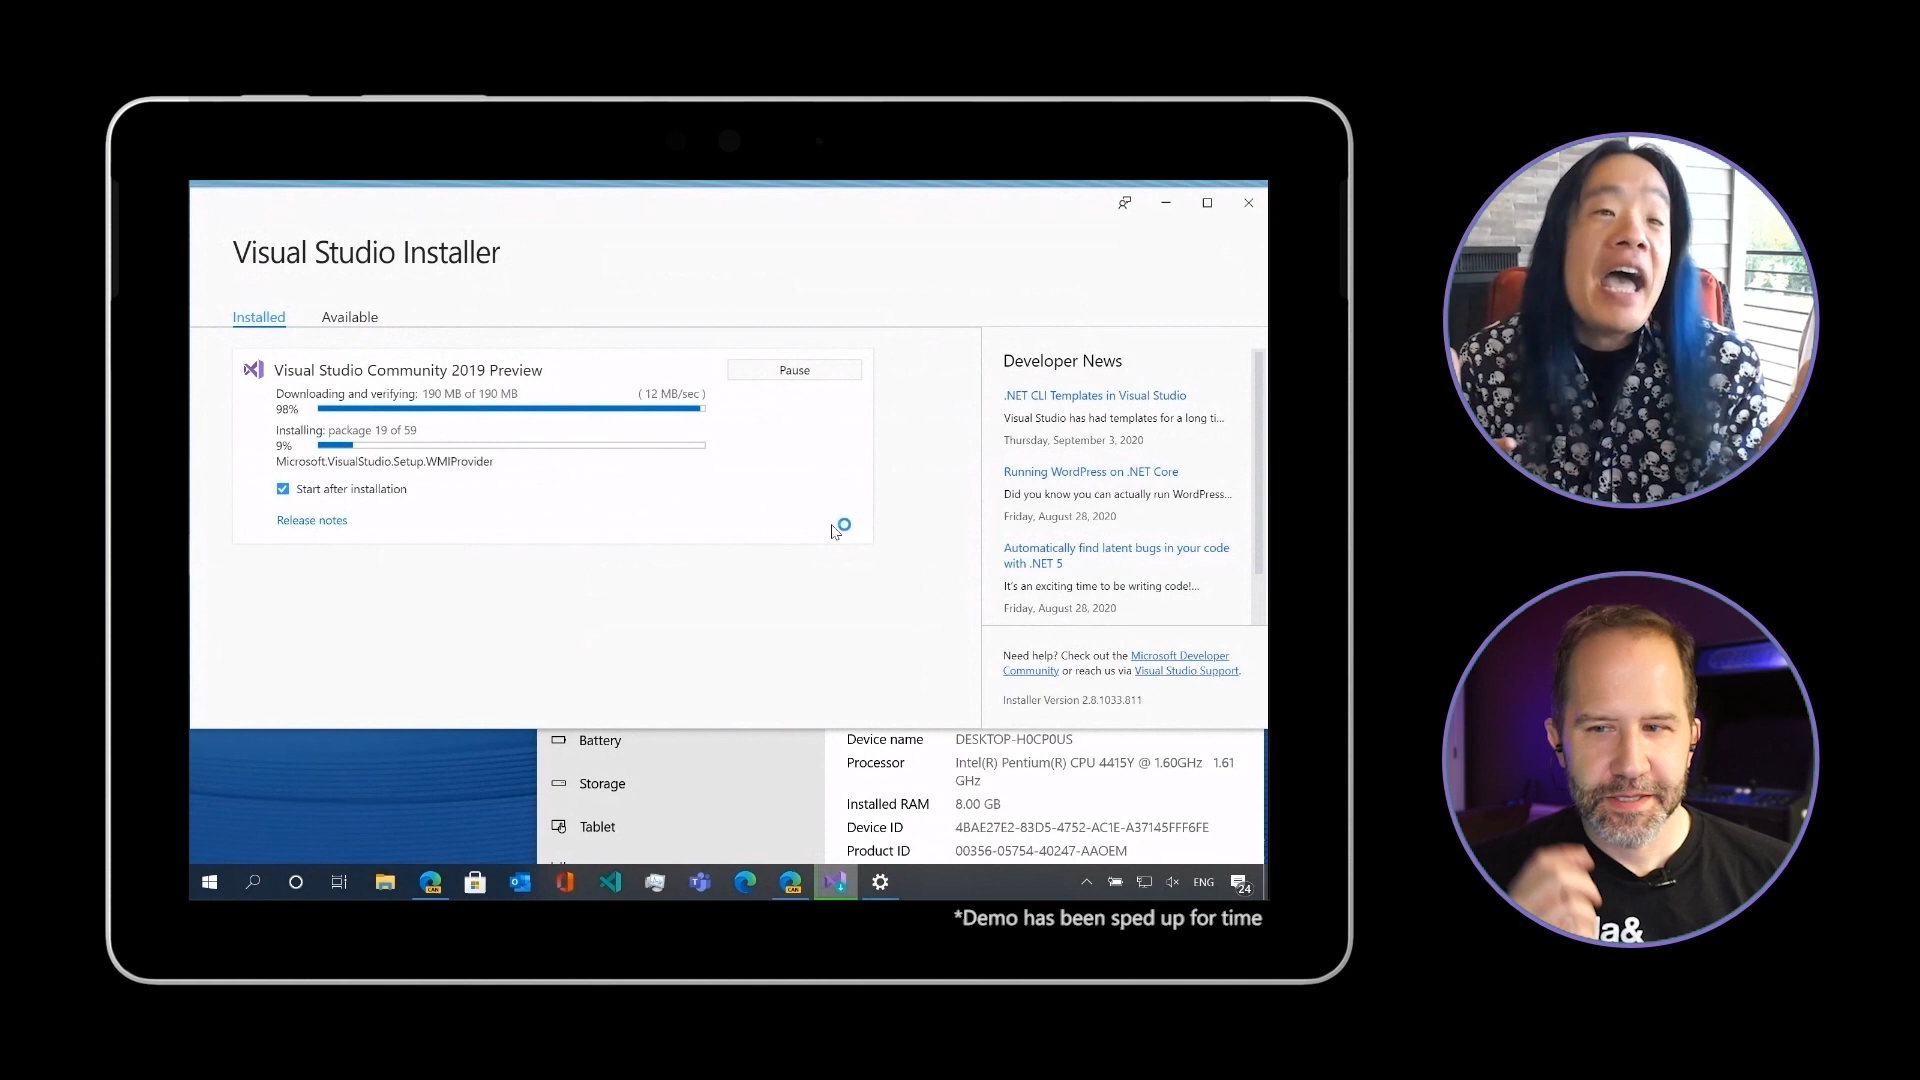 Visual Studio Installer
Installed
Available
Visual Studio Community 2019 Preview
Pause
Downloading and verifying: 190 MB of 190 MB
( 12 MB/sec )
98%
Installing: package 19 of 59
9%
Microsoft.VisualStudio.Setup.WMIProvider
Start after installation
Release notes
Developer News
.NET CLI Templates in Visual Studio
Visual Studio has had templates for a long ti...
Thursday, September 3, 2020
Running WordPress on .NET Core
Did you know you can actually run WordPress...
Friday, August 28, 2020
Automatically find latent bugs in your code
with .NET 5
It's an exciting time to be writing code!...
Friday, August 28, 2020
Need help? Check out the Microsoft Developer
Community or reach us via Visual Studio Support.
Installer Version 2.8.1033.811
Battery
Storage
Tablet
Device name DESKTOP-H0CP0US
Processor Intel(R) Pentium(R) CPU 4415Y @ 1.60GHz 1.61
GHz
Installed RAM 8.00 GB
Device ID 4BAE27E2-83D5-4752-AC1E-A37145FFF6FE
Product ID 00356-05754-40247-AAOEM
CAN
CAN
ENG
24
*Demo has been sped up for time
la&